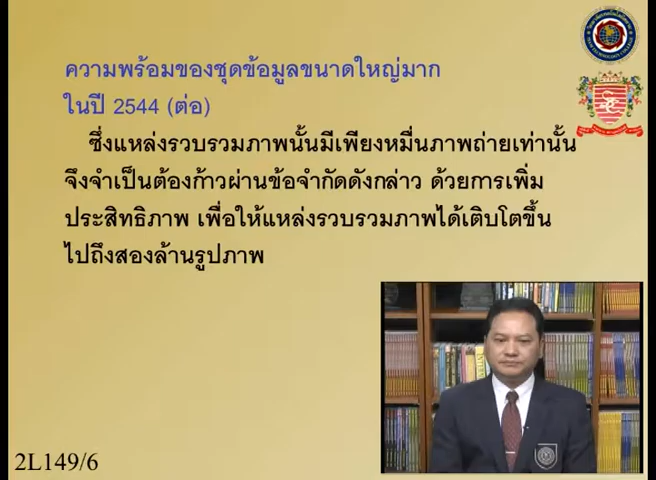 ความพร้อมของชุดข้อมูลขนาดใหญ่มาก
ในปี 2544 (ต่อ)
ซึ่งแหล่งรวบรวมภาพนั้นมีเพียงหมื่นภาพถ่ายเท่านั้น
จึงจำเป็นต้องก้าวผ่านข้อจำกัดดังกล่าว ด้วยการเพิ่ม
ประสิทธิภาพ เพื่อให้แหล่งรวบรวมภาพได้เติบโตขึ้น
ไปถึงสองล้านรูปภาพ
2L149/6